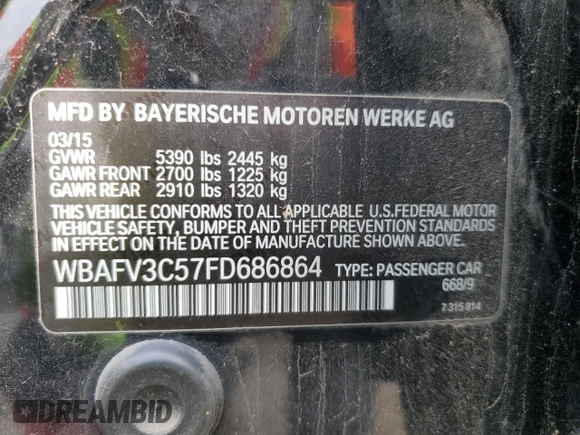 MFD BY BAYERISCHE MOTOREN WERKE AG
03/15
GVWR 5390 lbs 2445 kg
GAWR FRONT 2700 lbs 1225 kg
GAWR REAR 2910 lbs 1320 kg
THIS VEHICLE CONFORMS TO ALL APPLICABLE U.S.FEDERAL MOTOR
VEHICLE SAFETY, BUMPER AND THEFT PREVENTION STANDARDS
IN EFFECT ON THE DATE OF MANUFACTURE SHOWN ABOVE.
WBAFV3C57FD686864 TYPE: PASSENGER CAR
668/9
7 315 814
DREAMBID